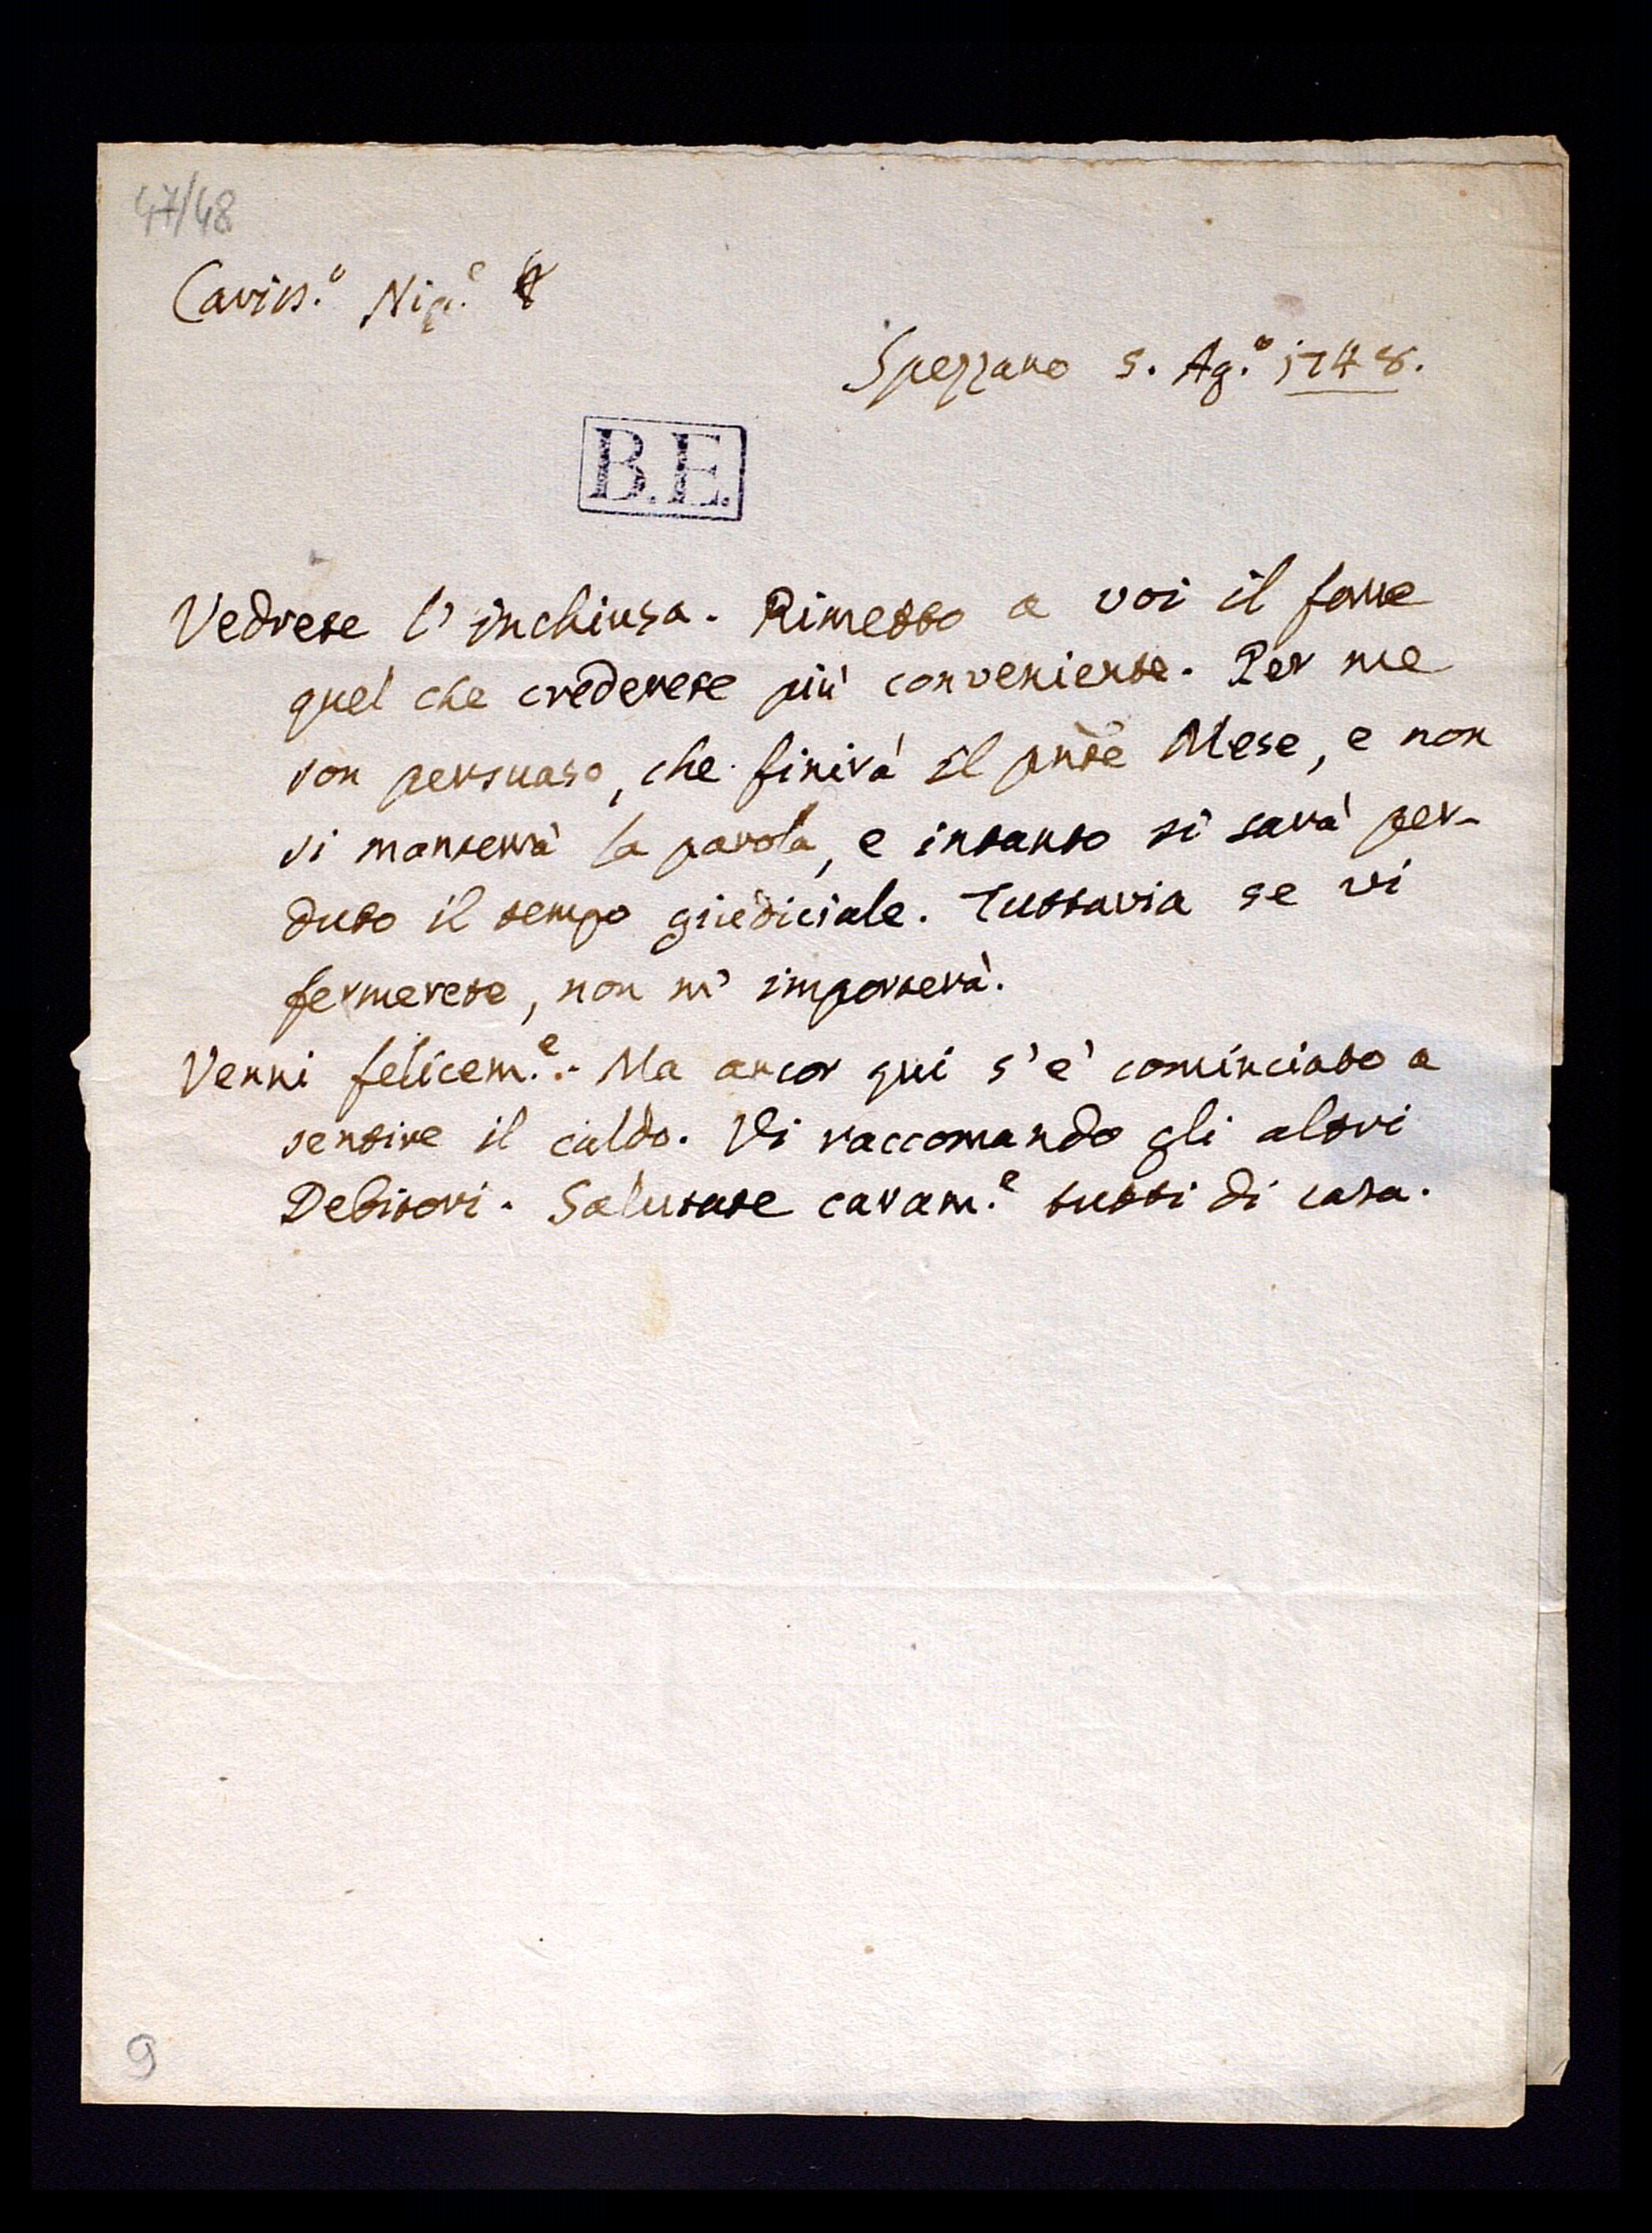 47/48
Cariss.º Nip.e
Spezzano 5. Ag.º 1748.
B.E.
Vedrete l'inchiusa. Rimetto a voi il farne
quel che crederete più conveniente. Per me
son persuaso, che finirà il pnte Mese, e non
vi manterrà la parola, e intanto si sarà per-
duto il tempo giudiciale. Tuttavia se vi
fermerete, non m' importerà.
Venni felicem.e. Ma ancor qui s'è cominciato a
sentire il caldo. Vi raccomando gli altri
Debitori. Salutate caram.e tutti di casa.
9